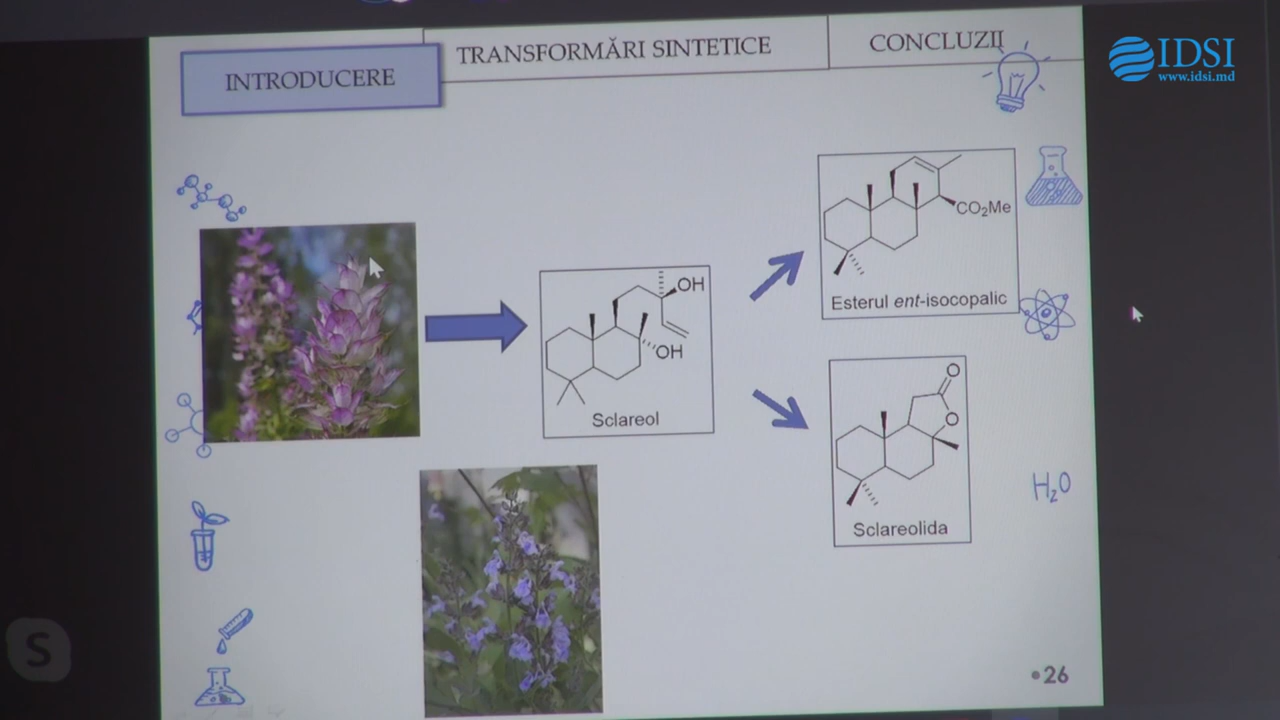 INTRODUCERE
TRANSFORMĂRI SINTETICE
CONCLUZII
IDSI
www.idsi.md
CO₂Me
Esterul ent-isocopalic
OH
OH
Sclareol
O
O
Sclareolida
H₂O
S
•26